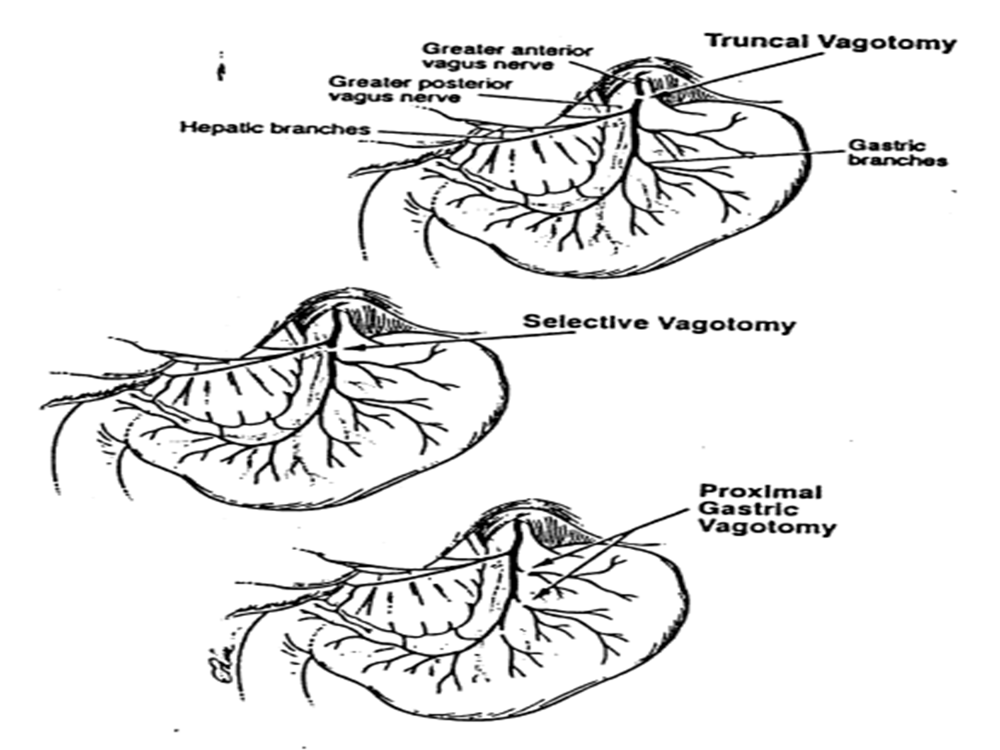 Truncal Vagotomy
Greater anterior
vagus nerve
Greater posterior
vagus nerve
Hepatic branches
Gastric
branches
Selective Vagotomy
Proximal
Gastric
Vagotomy